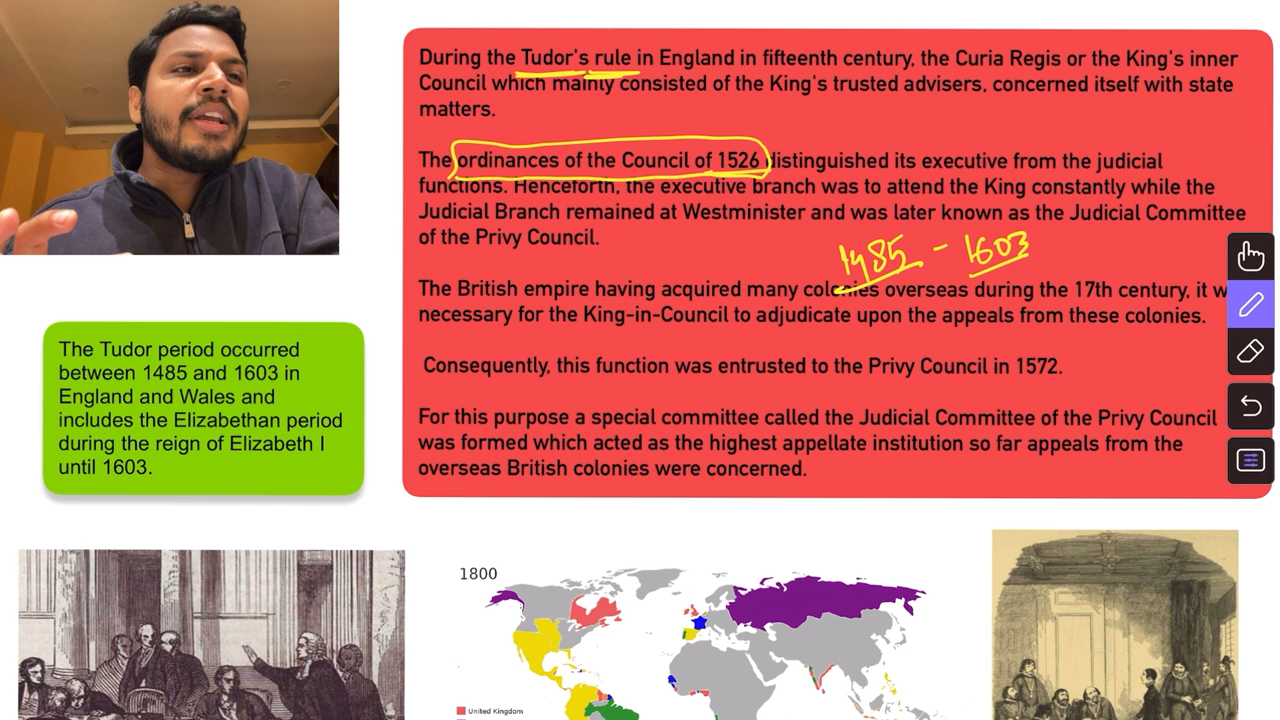 During the Tudor's rule in England in fifteenth century, the Curia Regis or the King's inner
Council which mainly consisted of the King's trusted advisers, concerned itself with state
matters.
The ordinances of the Council of 1526 distinguished its executive from the judicial
functions. Henceforth, the executive branch was to attend the King constantly while the
Judicial Branch remained at Westminister and was later known as the Judicial Committee
of the Privy Council.
1485 - 1603
The British empire having acquired many colonies overseas during the 17th century, it w
necessary for the King-in-Council to adjudicate upon the appeals from these colonies.
Consequently, this function was entrusted to the Privy Council in 1572.
For this purpose a special committee called the Judicial Committee of the Privy Council
was formed which acted as the highest appellate institution so far appeals from the
overseas British colonies were concerned.
The Tudor period occurred
between 1485 and 1603 in
England and Wales and
includes the Elizabethan period
during the reign of Elizabeth I
until 1603.
1800
United Kingdom